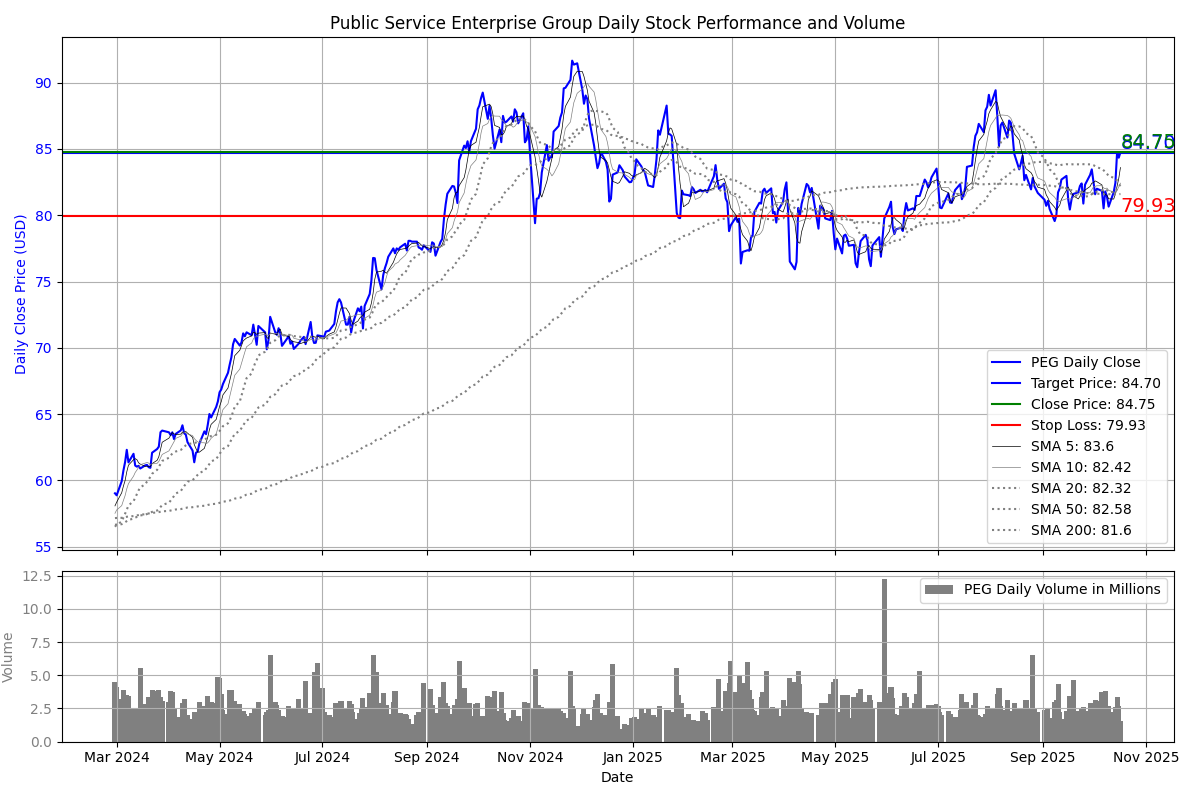 Public Service Enterprise Group Daily Stock Performance and Volume
90
85
80
75
70
65
60
55
Daily Close Price (USD)
84.70
84.75
79.93
PEG Daily Close
Target Price: 84.70
Close Price: 84.75
Stop Loss: 79.93
SMA 5: 83.6
SMA 10: 82.42
SMA 20: 82.32
SMA 50: 82.58
SMA 200: 81.6
12.5
10.0
7.5
5.0
2.5
0.0
Volume
PEG Daily Volume in Millions
Mar 2024 May 2024 Jul 2024 Sep 2024 Nov 2024 Jan 2025 Mar 2025 May 2025 Jul 2025 Sep 2025 Nov 2025
Date